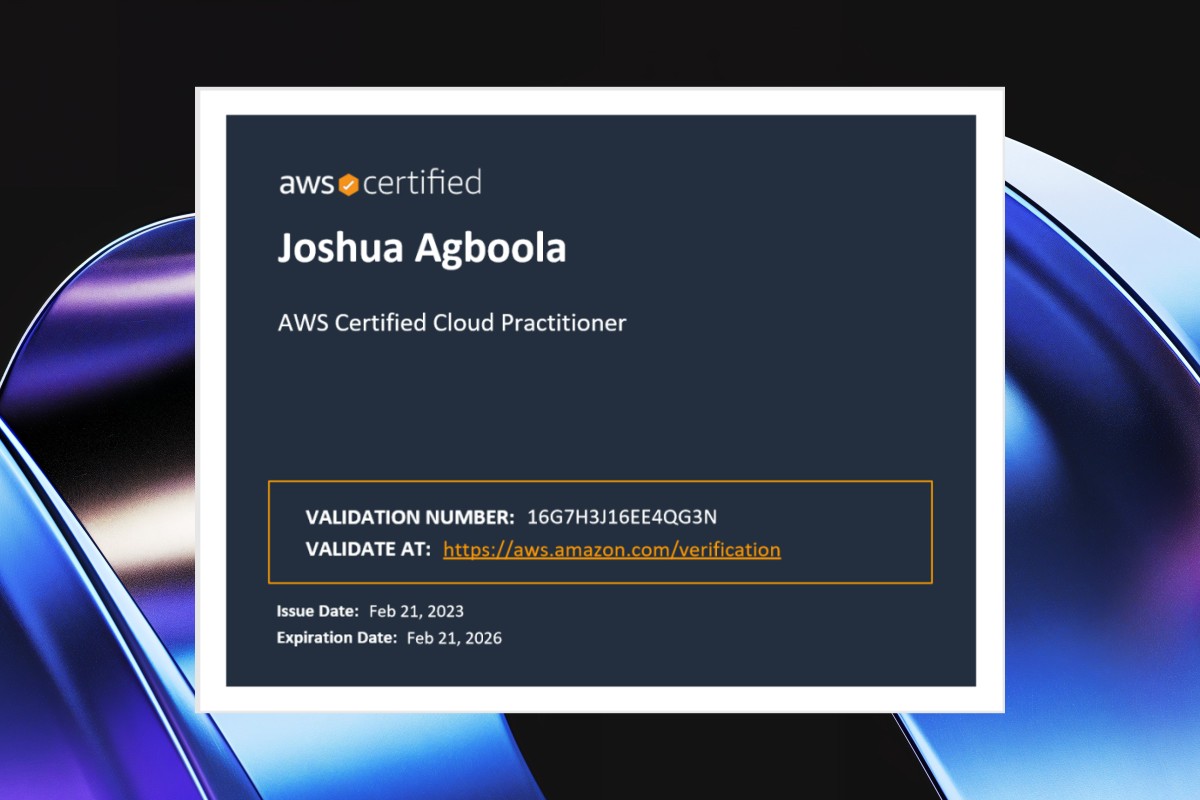 aws certified
Joshua Agboola
AWS Certified Cloud Practitioner
VALIDATION NUMBER: 16G7H3J16EE4QG3N
VALIDATE AT: https://aws.amazon.com/verification
Issue Date: Feb 21, 2023
Expiration Date: Feb 21, 2026